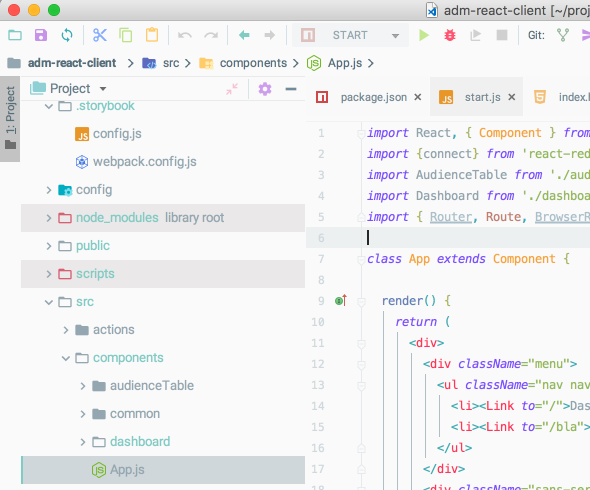 adm-react-client [~/proj
START
Git:
adm-react-client
src
components
App.js
1: Project
Project
package.json
start.js
index.h
.storybook
config.js
webpack.config.js
config
node_modules library root
public
scripts
src
actions
components
audienceTable
common
dashboard
App.js
1 import React, { Component } from
2 import {connect} from 'react-red
3 import AudienceTable from './aud
4 import Dashboard from './dashboa
5 import { Router, Route, BrowserR
6
7 class App extends Component {
8
9 render() {
10 return (
11 <div>
12 <div className="menu">
13 <ul className="nav nav
14 <li><Link to="/">Das
15 <li><Link to="/bla">
16 </ul>
17 </div>
18 <div className="sans-ser